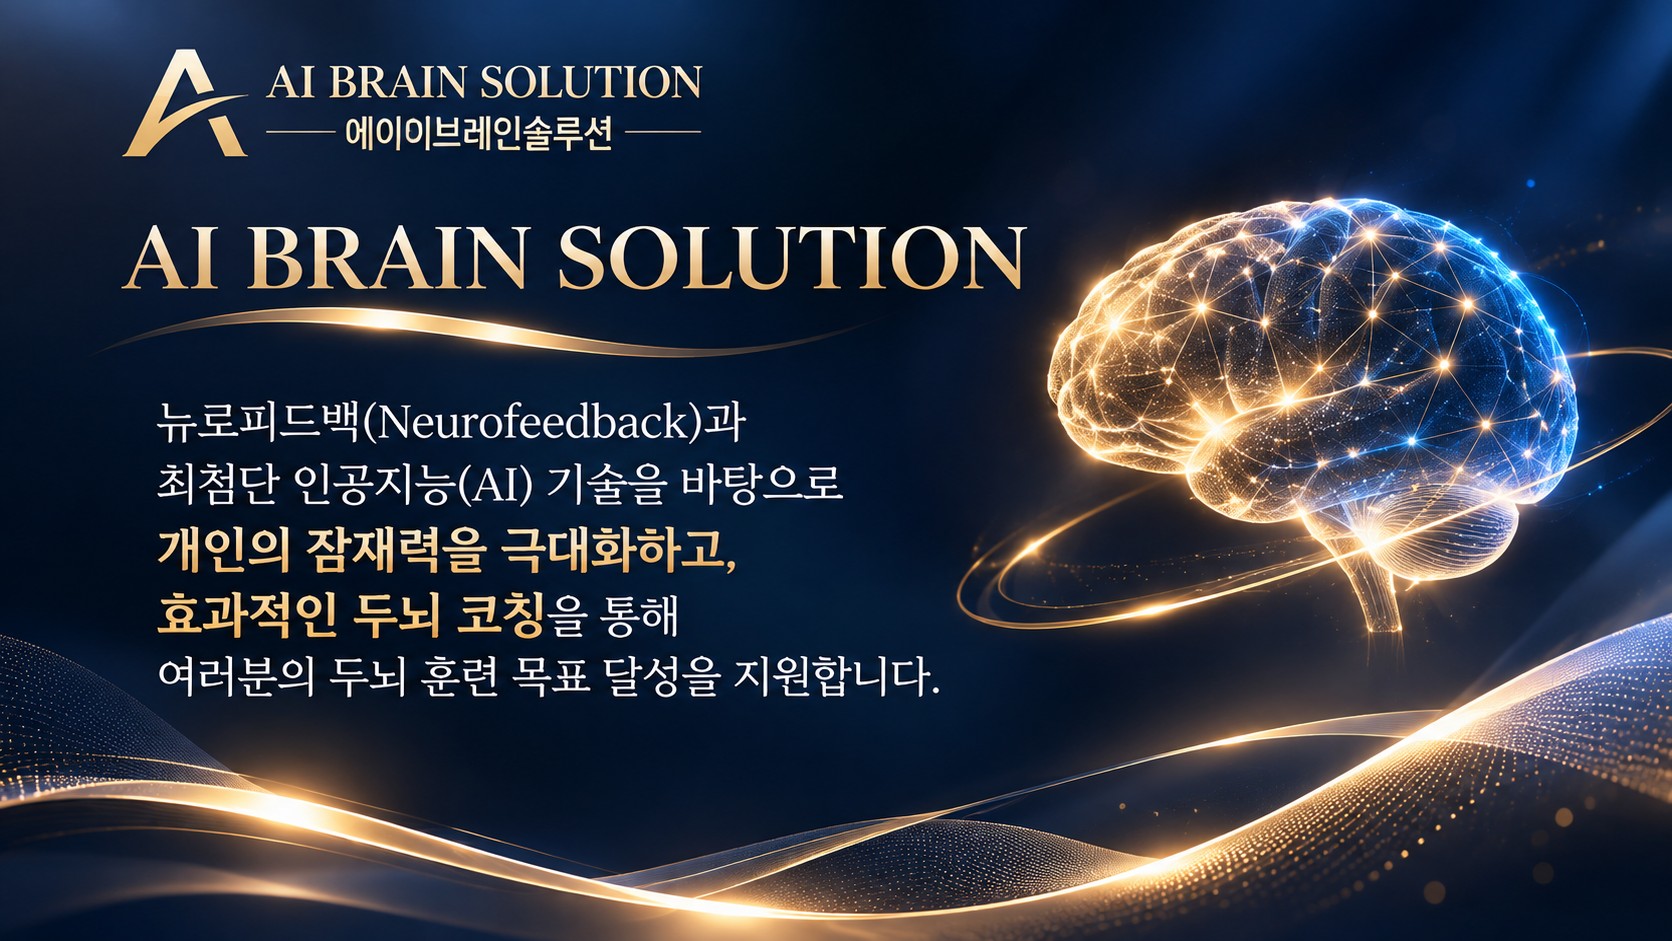 AI BRAIN SOLUTION
에이이브레인솔루션
AI BRAIN SOLUTION
뉴로피드백(Neurofeedback)과
최첨단 인공지능(AI) 기술을 바탕으로
개인의 잠재력을 극대화하고,
효과적인 두뇌 코칭을 통해
여러분의 두뇌 훈련 목표 달성을 지원합니다.